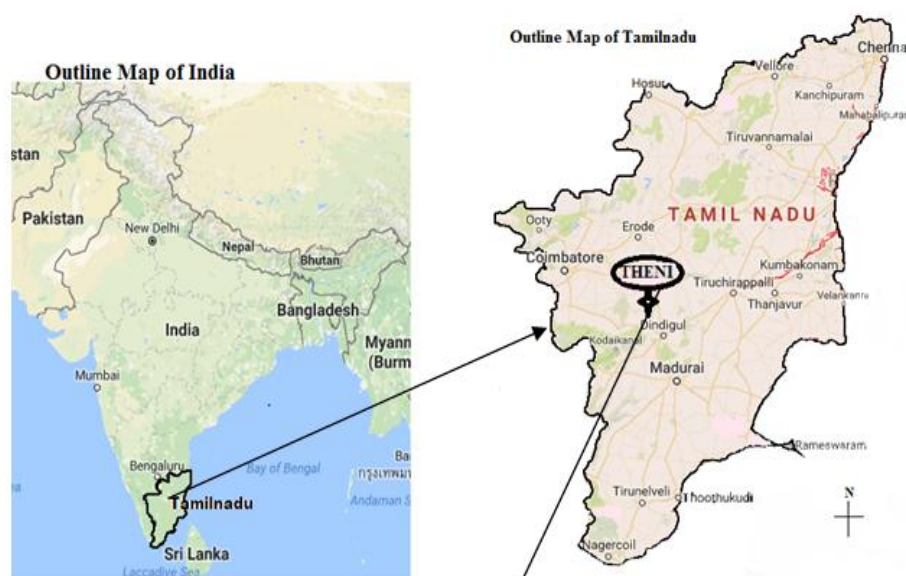 Outline Map of India
stan
Pakistan
New Delhi
Nepal
Bhutan
Bangladesh
India
Myanm
(Burm
Mumbai
Bengaluru
Bay of Bengal
Ba
กรุงเทพม
Tamilnadu
Andaman S
Sri Lanka
Laccadive Sea
Outline Map of Tamilnadu
Chenna
Vellore
Hosur
Kanchipuram
Mahabalipuram
Tiruvannamalai
Ooty
TAMIL NADU
Erode
Coimbatore
Kumbakonam
THENI
Tiruchirappalli
Thanjavur
Velankanni
Dindigul
Kodaikanal
Madurai
Rameswaram
Tirunelveli
Thoothukudi
N
Nagercoil